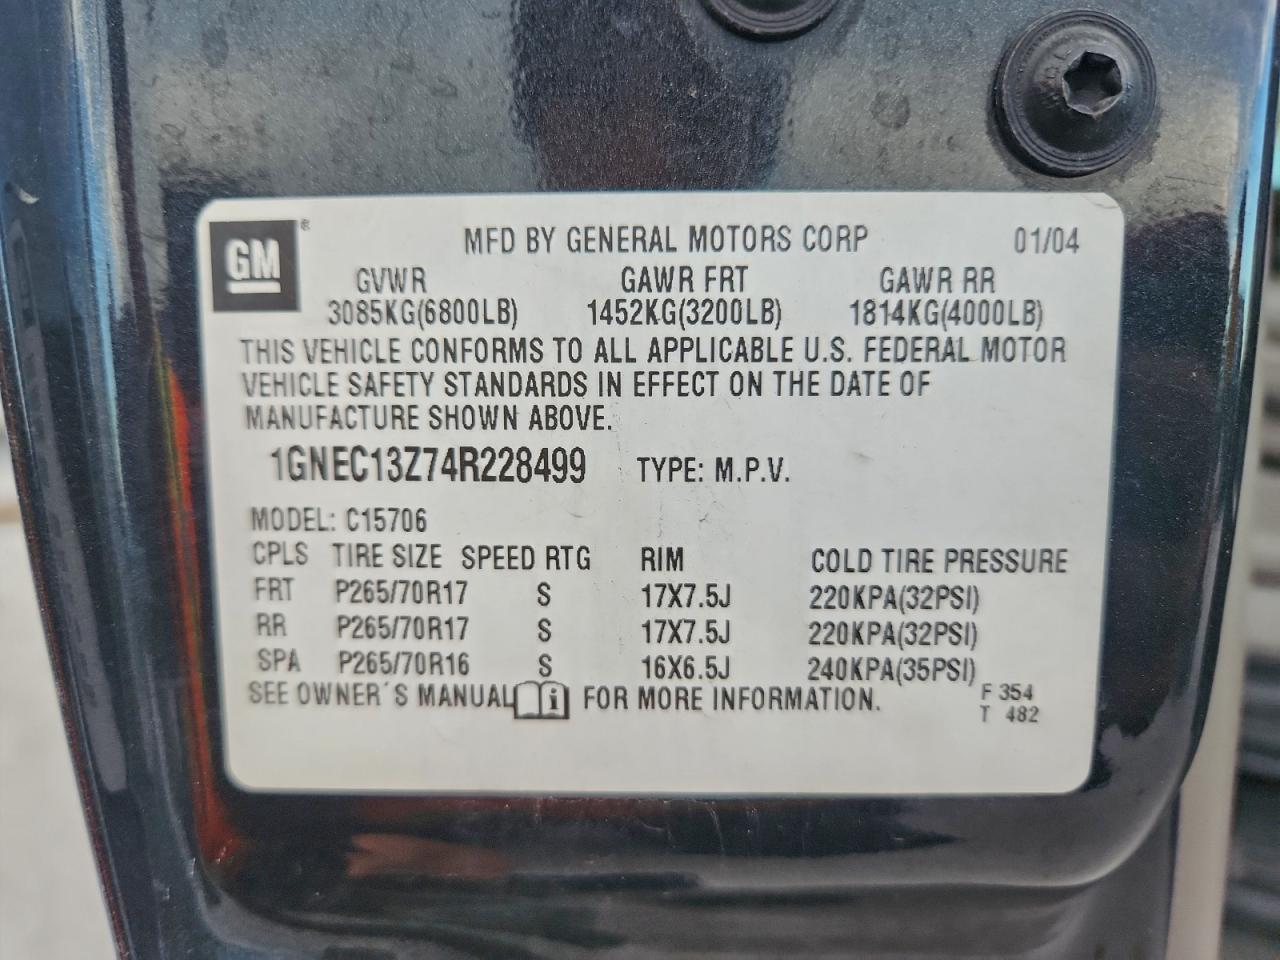 GM®
MFD BY GENERAL MOTORS CORP 01/04
GVWR GAWR FRT GAWR RR
3085KG(6800LB) 1452KG(3200LB) 1814KG(4000LB)
THIS VEHICLE CONFORMS TO ALL APPLICABLE U.S. FEDERAL MOTOR
VEHICLE SAFETY STANDARDS IN EFFECT ON THE DATE OF
MANUFACTURE SHOWN ABOVE.
1GNEC13Z74R228499 TYPE: M.P.V.
MODEL: C15706
CPLS TIRE SIZE SPEED RTG RIM COLD TIRE PRESSURE
FRT P265/70R17 S 17X7.5J 220KPA(32PSI)
RR P265/70R17 S 17X7.5J 220KPA(32PSI)
SPA P265/70R16 S 16X6.5J 240KPA(35PSI)
SEE OWNER´S MANUAL i FOR MORE INFORMATION.
F 354
T 482